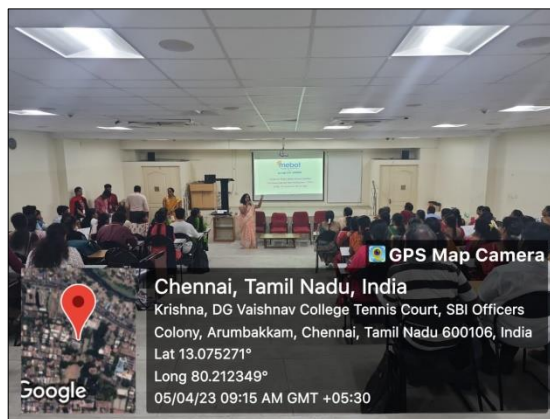 GPS Map Camera
Chennai, Tamil Nadu, India
Krishna, DG Vaishnav College Tennis Court, SBI Officers
Colony, Arumbakkam, Chennai, Tamil Nadu 600106, India
Lat 13.075271°
Long 80.212349°
05/04/23 09:15 AM GMT +05:30
Google